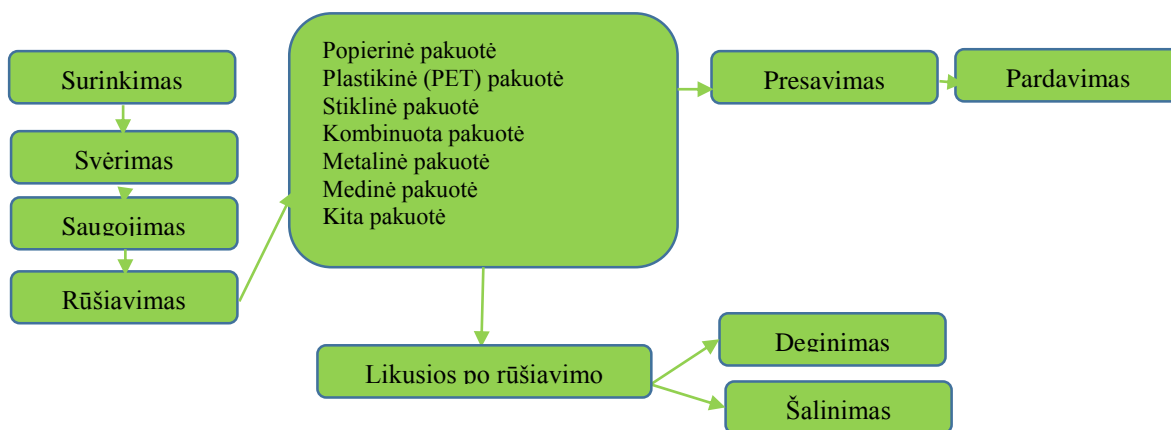 Surinkimas
Svėrimas
Saugojimas
Rūšiavimas
Popierinė pakuotė
Plastikinė (PET) pakuotė
Stiklinė pakuotė
Kombinuota pakuotė
Metalinė pakuotė
Medinė pakuotė
Kita pakuotė
Presavimas
Pardavimas
Likusios po rūšiavimo
Deginimas
Šalinimas